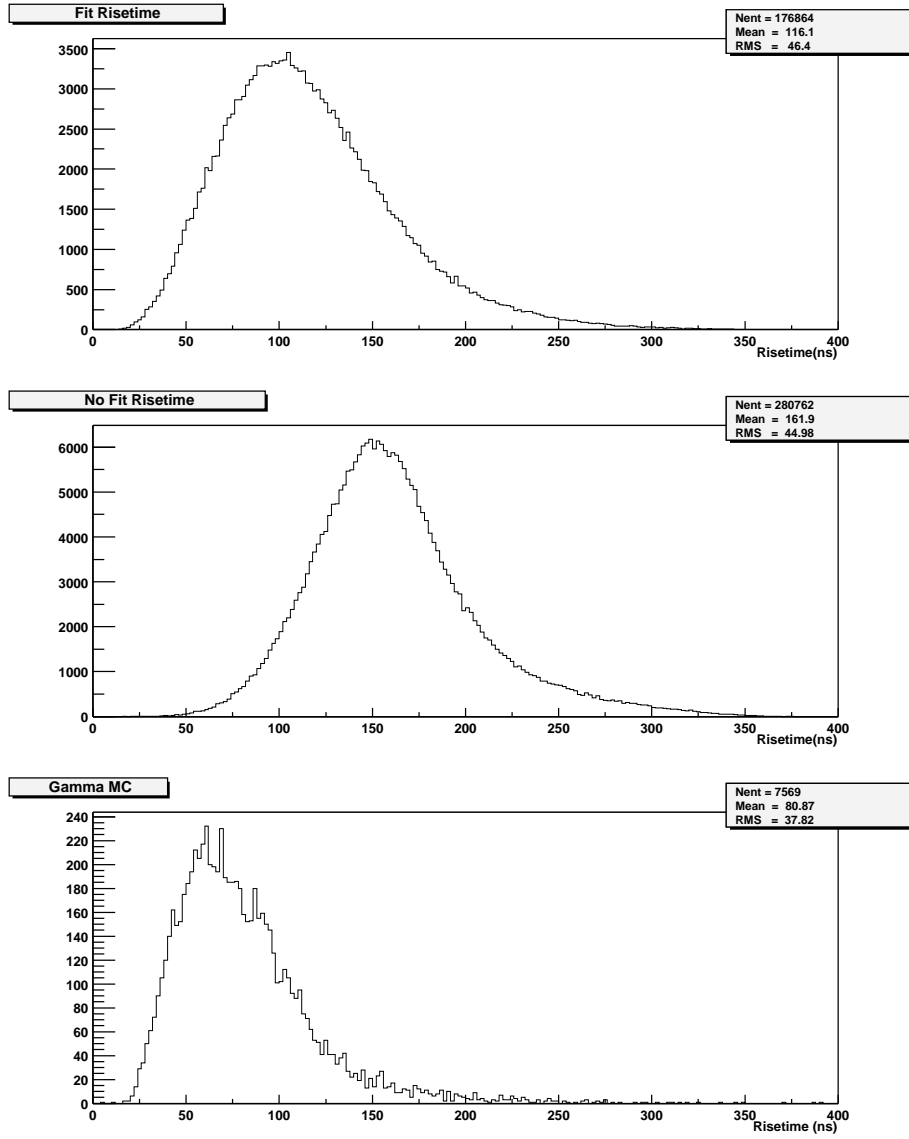 Fit Risetime
Nent = 176864
Mean = 116.1
RMS = 46.4
3500
3000
2500
2000
1500
1000
500
0
0 50 100 150 200 250 300 350 400
Risetime(ns)
No Fit Risetime
Nent = 280762
Mean = 161.9
RMS = 44.98
6000
5000
4000
3000
2000
1000
0
0 50 100 150 200 250 300 350 400
Risetime(ns)
Gamma MC
Nent = 7569
Mean = 80.87
RMS = 37.82
240
220
200
180
160
140
120
100
80
60
40
20
0
0 50 100 150 200 250 300 350 400
Risetime (ns)